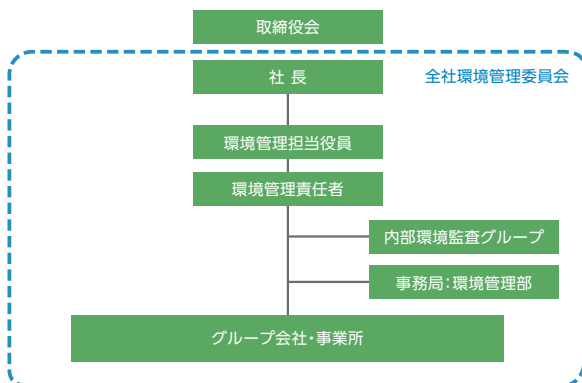 取締役会
社 長
全社環境管理委員会
環境管理担当役員
環境管理責任者
内部環境監査グループ
事務局:環境管理部
グループ会社・事業所